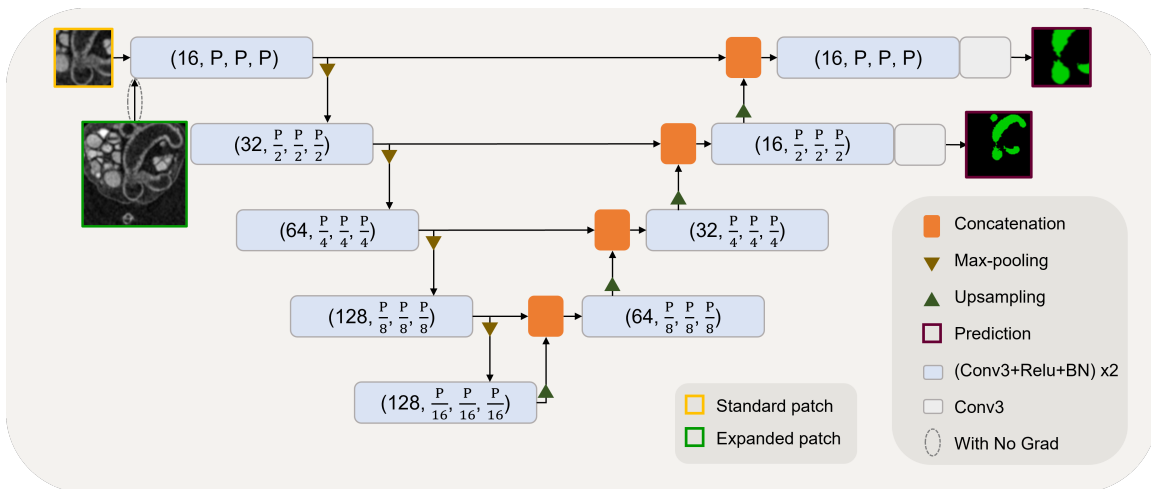 (16, P, P, P)
(16, P, P, P)
(32, P/2, P/2, P/2)
(16, P/2, P/2, P/2)
(64, P/4, P/4, P/4)
(32, P/4, P/4, P/4)
(128, P/8, P/8, P/8)
(64, P/8, P/8, P/8)
(128, P/16, P/16, P/16)
Standard patch
Expanded patch
Concatenation
Max-pooling
Upsampling
Prediction
(Conv3+Relu+BN) x2
Conv3
With No Grad